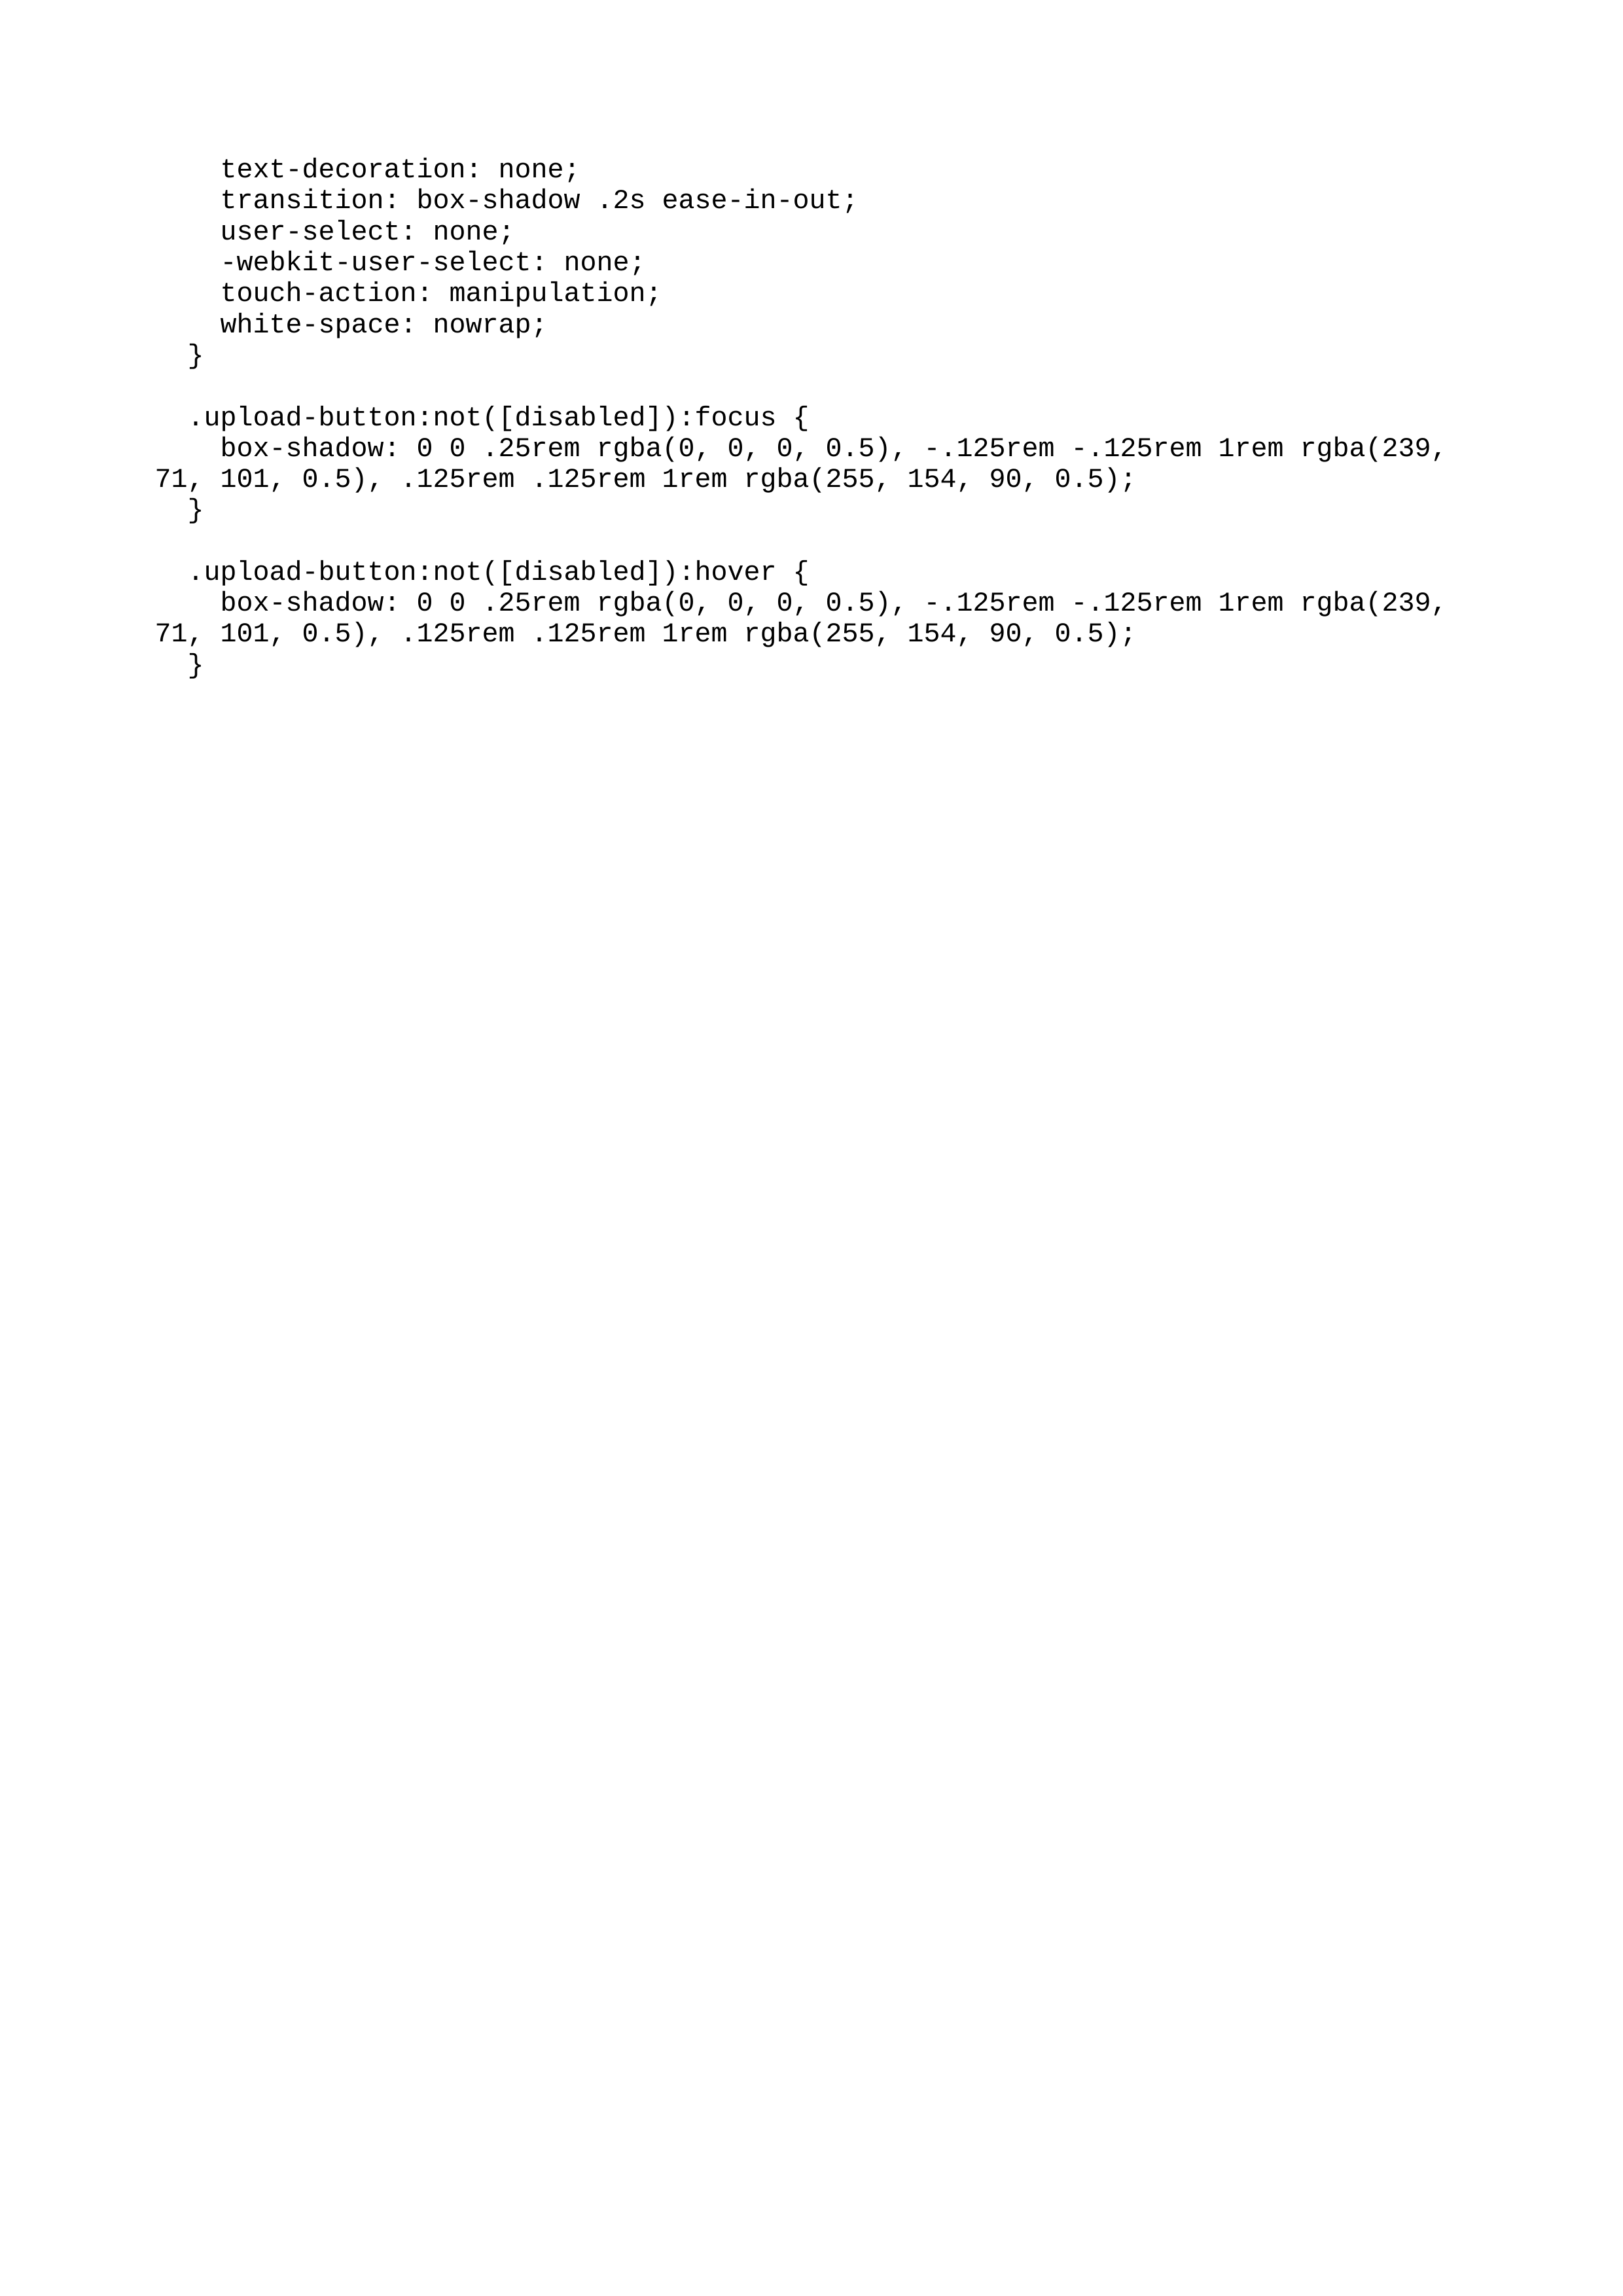 text-decoration: none;
    transition: box-shadow .2s ease-in-out;
    user-select: none;
    -webkit-user-select: none;
    touch-action: manipulation;
    white-space: nowrap;
  }

  .upload-button:not([disabled]):focus {
    box-shadow: 0 0 .25rem rgba(0, 0, 0, 0.5), -.125rem -.125rem 1rem rgba(239,
71, 101, 0.5), .125rem .125rem 1rem rgba(255, 154, 90, 0.5);
  }

  .upload-button:not([disabled]):hover {
    box-shadow: 0 0 .25rem rgba(0, 0, 0, 0.5), -.125rem -.125rem 1rem rgba(239,
71, 101, 0.5), .125rem .125rem 1rem rgba(255, 154, 90, 0.5);
  }